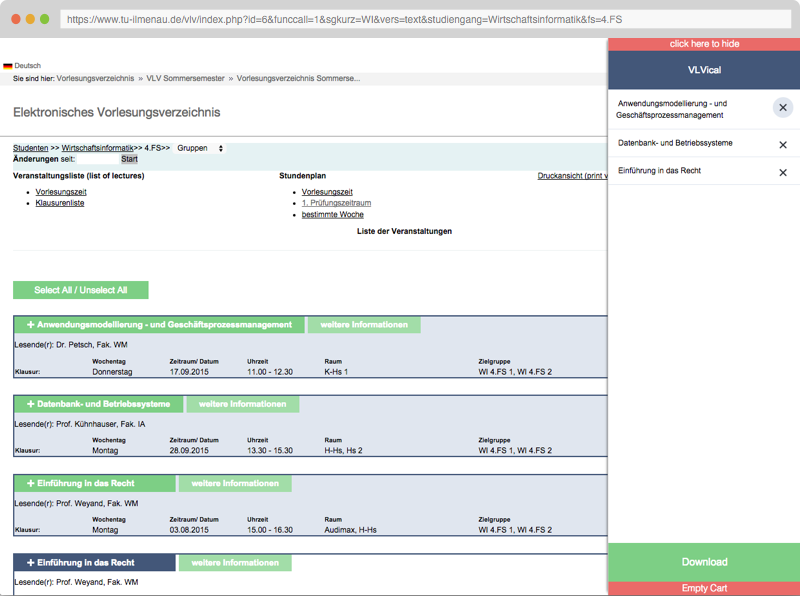 https://www.tu-ilmenau.de/vlv/index.php?id=6&funccall=1&sgkurz=WI&vers=text&studiengang=Wirtschaftsinformatik&fs=4.FS
Deutsch
Sie sind hier: Vorlesungsverzeichnis » VLV Sommersemester » Vorlesungsverzeichnis Sommerse...
Elektronisches Vorlesungsverzeichnis
Studenten >> Wirtschaftsinformatik>> 4.FS>> Gruppen
Änderungen seit: Start
Veranstaltungsliste (list of lectures) Stundenplan Druckansicht (print v
Vorlesungszeit Vorlesungszeit
Klausurenliste 1. Prüfungszeitraum
bestimmte Woche
Liste der Veranstaltungen
Select All / Unselect All
+ Anwendungsmodellierung - und Geschäftsprozessmanagement weitere Informationen
Lesende(r): Dr. Petsch, Fak. WM
Wochentag Zeitraum/ Datum Uhrzeit Raum Zielgruppe
Klausur: Donnerstag 17.09.2015 11.00 - 12.30 K-Hs 1 WI 4.FS 1, WI 4.FS 2
+ Datenbank- und Betriebssysteme weitere Informationen
Lesende(r): Prof. Kühnhauser, Fak. IA
Wochentag Zeitraum/ Datum Uhrzeit Raum Zielgruppe
Klausur: Montag 28.09.2015 13.30 - 15.30 H-Hs, Hs 2 WI 4.FS 1, WI 4.FS 2
+ Einführung in das Recht weitere Informationen
Lesende(r): Prof. Weyand, Fak. WM
Wochentag Zeitraum/ Datum Uhrzeit Raum Zielgruppe
Klausur: Montag 03.08.2015 15.00 - 16.30 Audimax, H-Hs WI 4.FS 1, WI 4.FS 2
+ Einführung in das Recht weitere Informationen
Lesende(r): Prof. Weyand, Fak. WM
click here to hide
VLVical
Anwendungsmodellierung - und
Geschäftsprozessmanagement
Datenbank- und Betriebssysteme
Einführung in das Recht
Download
Empty Cart